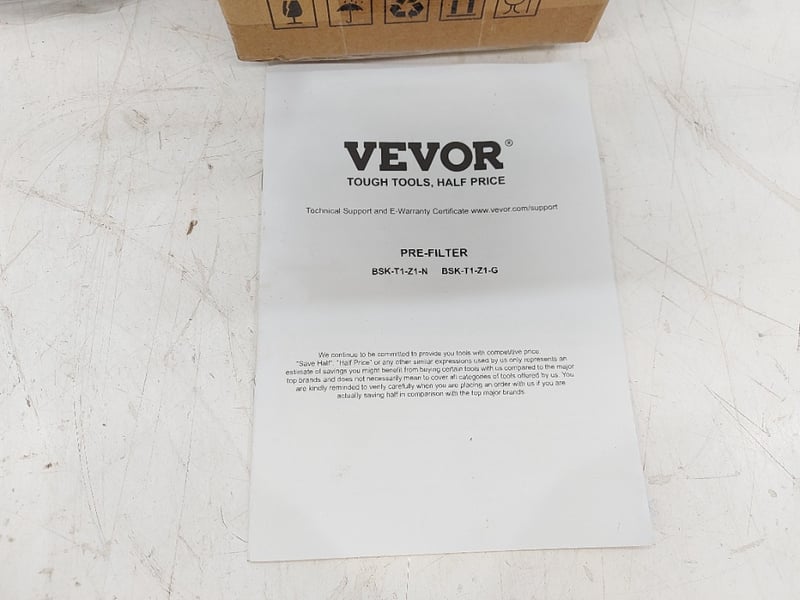 VEVOR®
TOUGH TOOLS, HALF PRICE
Technical Support and E-Warranty Certificate www.vevor.com/support
PRE-FILTER
BSK-T1-Z1-N BSK-T1-Z1-G
We continue to be committed to provide you tools with competitive price.
"Save Half", "Half Price" or any other similar expressions used by us only represents an
estimate of savings you might benefit from buying certain tools with us compared to the major
top brands and does not necessarily mean to cover all categories of tools offered by us. You
are kindly reminded to verify carefully when you are placing an order with us if you are
actually saving half in comparison with the top major brands.